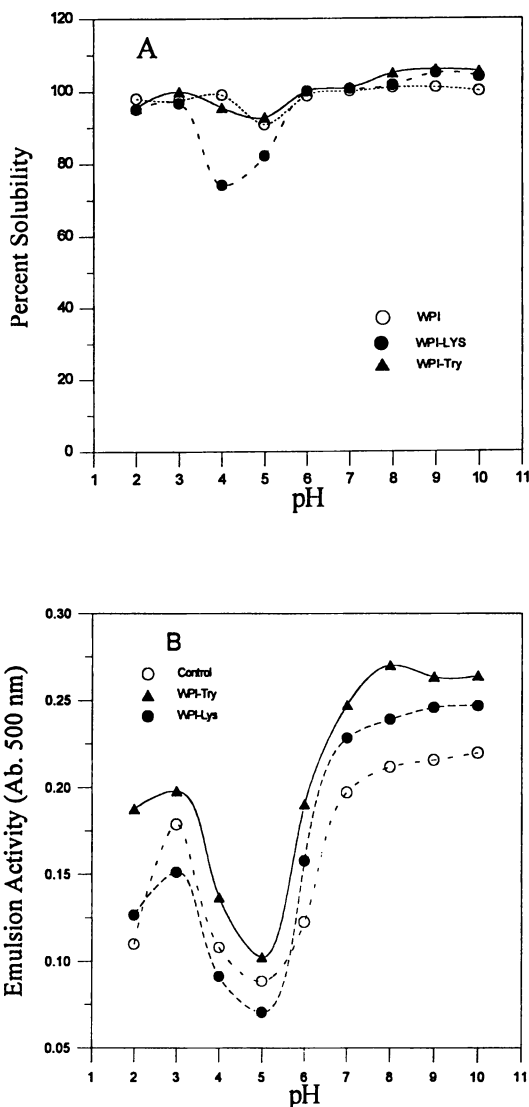 A
120
100
80
60
40
20
0
Percent Solubility
WPI
WPI-LYS
WPI-Try
1 2 3 4 5 6 7 8 9 10 11
pH
B
Control
WPI-Try
WPI-Lys
0.30
0.25
0.20
0.15
0.10
0.05
Emulsion Activity (Ab. 500 nm)
1 2 3 4 5 6 7 8 9 10 11
pH